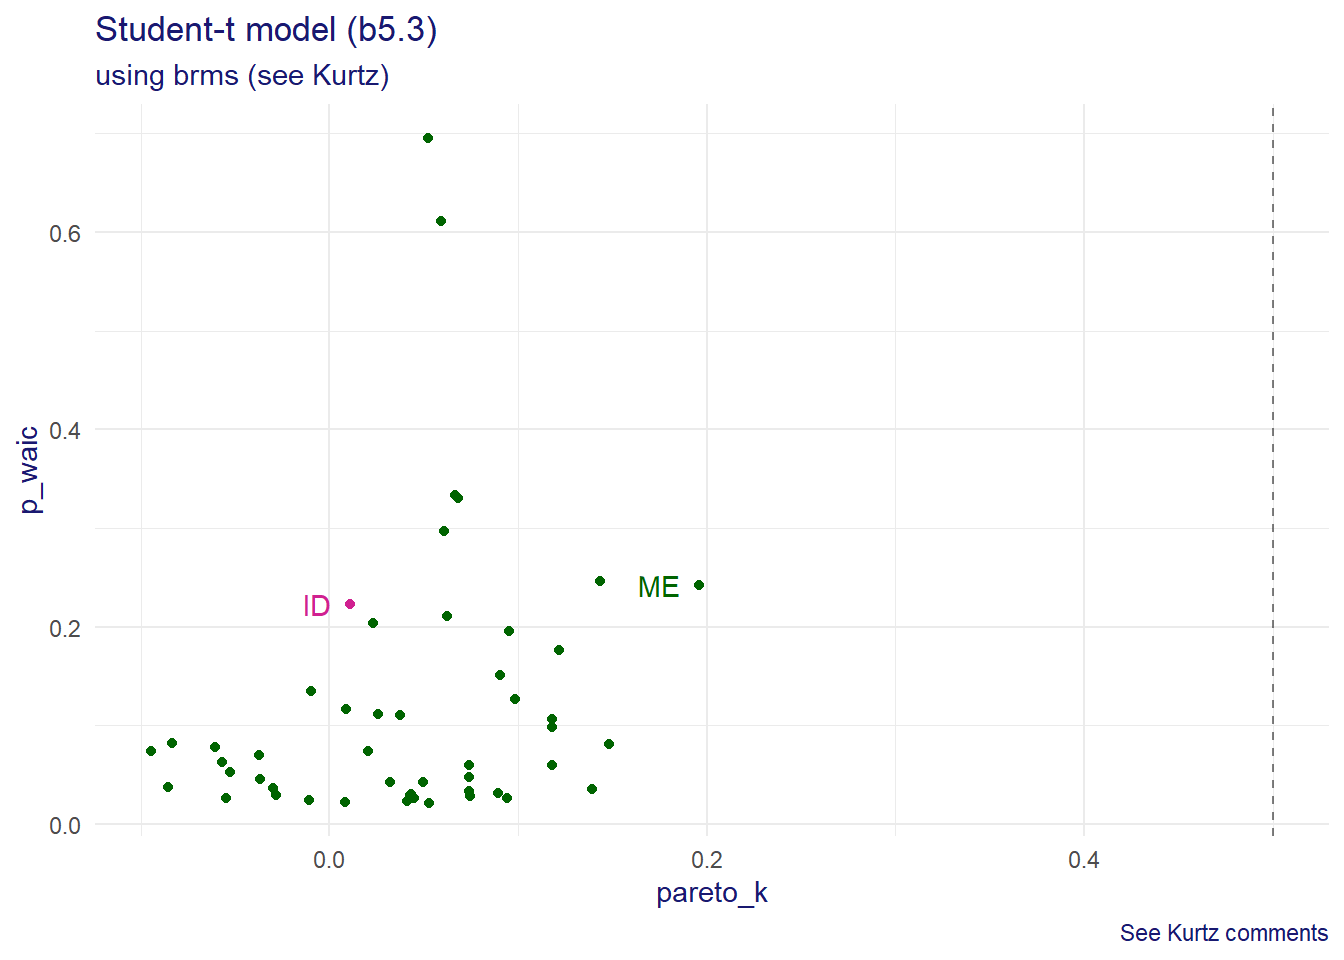 Student-t model (b5.3)
using brms (see Kurtz)
p_waic
0.6
0.4
0.2
0.0
ME
ID
0.0 0.2 0.4
pareto_k
See Kurtz comments